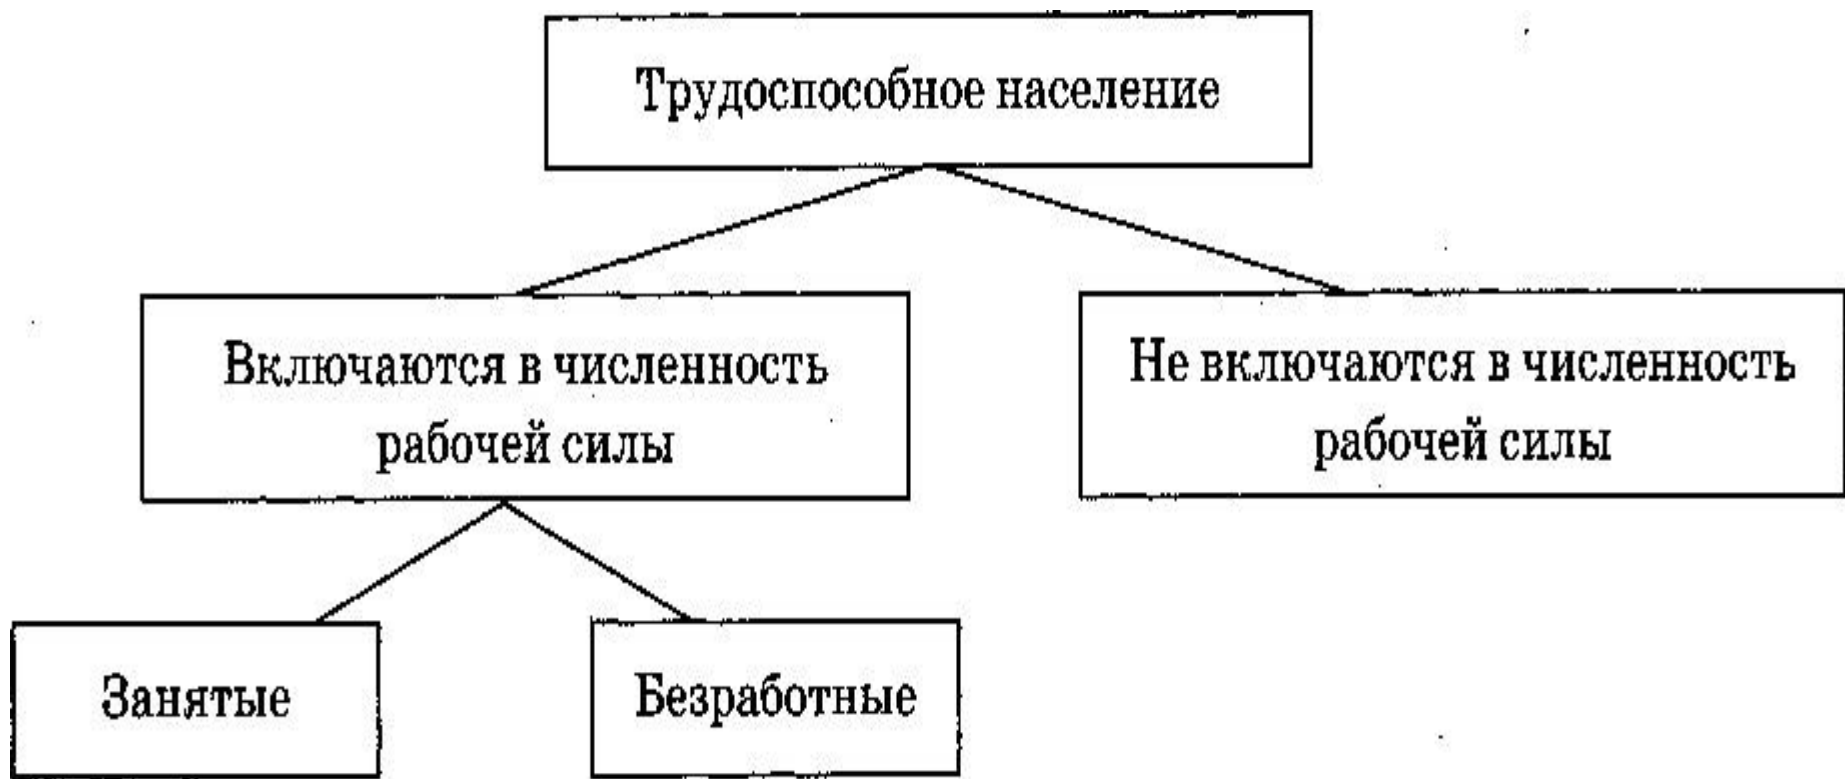 Трудоспособное население
Включаются в численность
рабочей силы
Не включаются в численность
рабочей силы
Занятые
Безработные